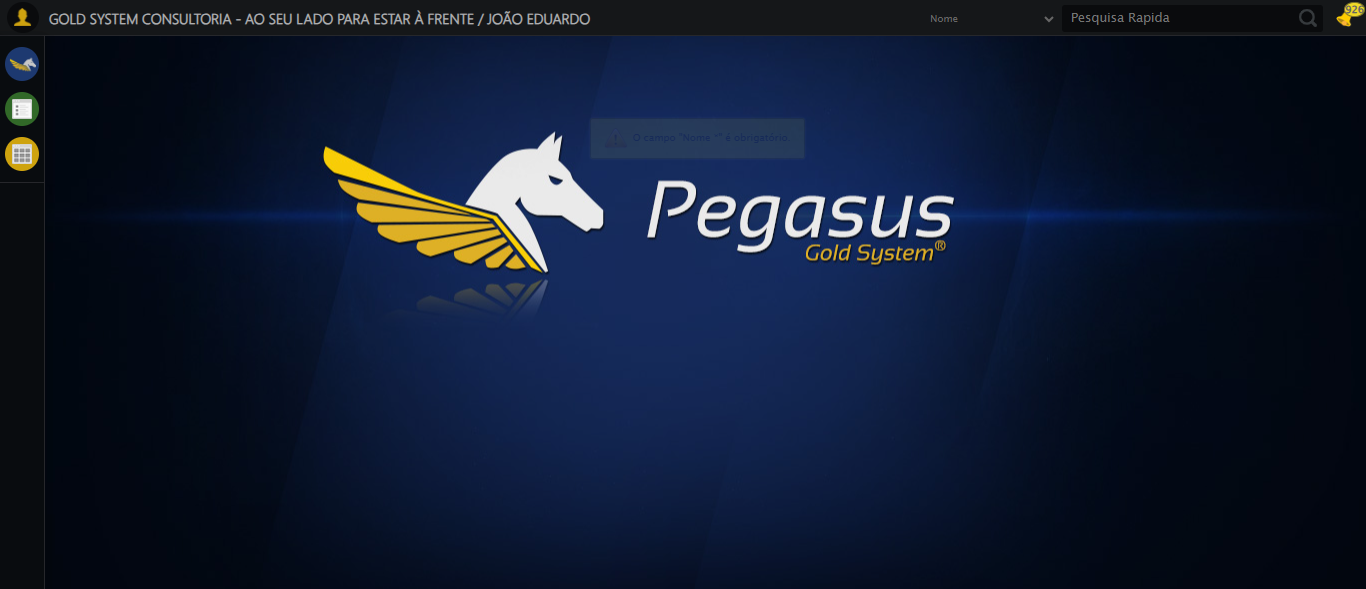 GOLD SYSTEM CONSULTORIA - AO SEU LADO PARA ESTAR À FRENTE / JOÃO EDUARDO
Nome
Pesquisa Rapida
926
O campo "Nome *" é obrigatório.
Pegasus
Gold System®